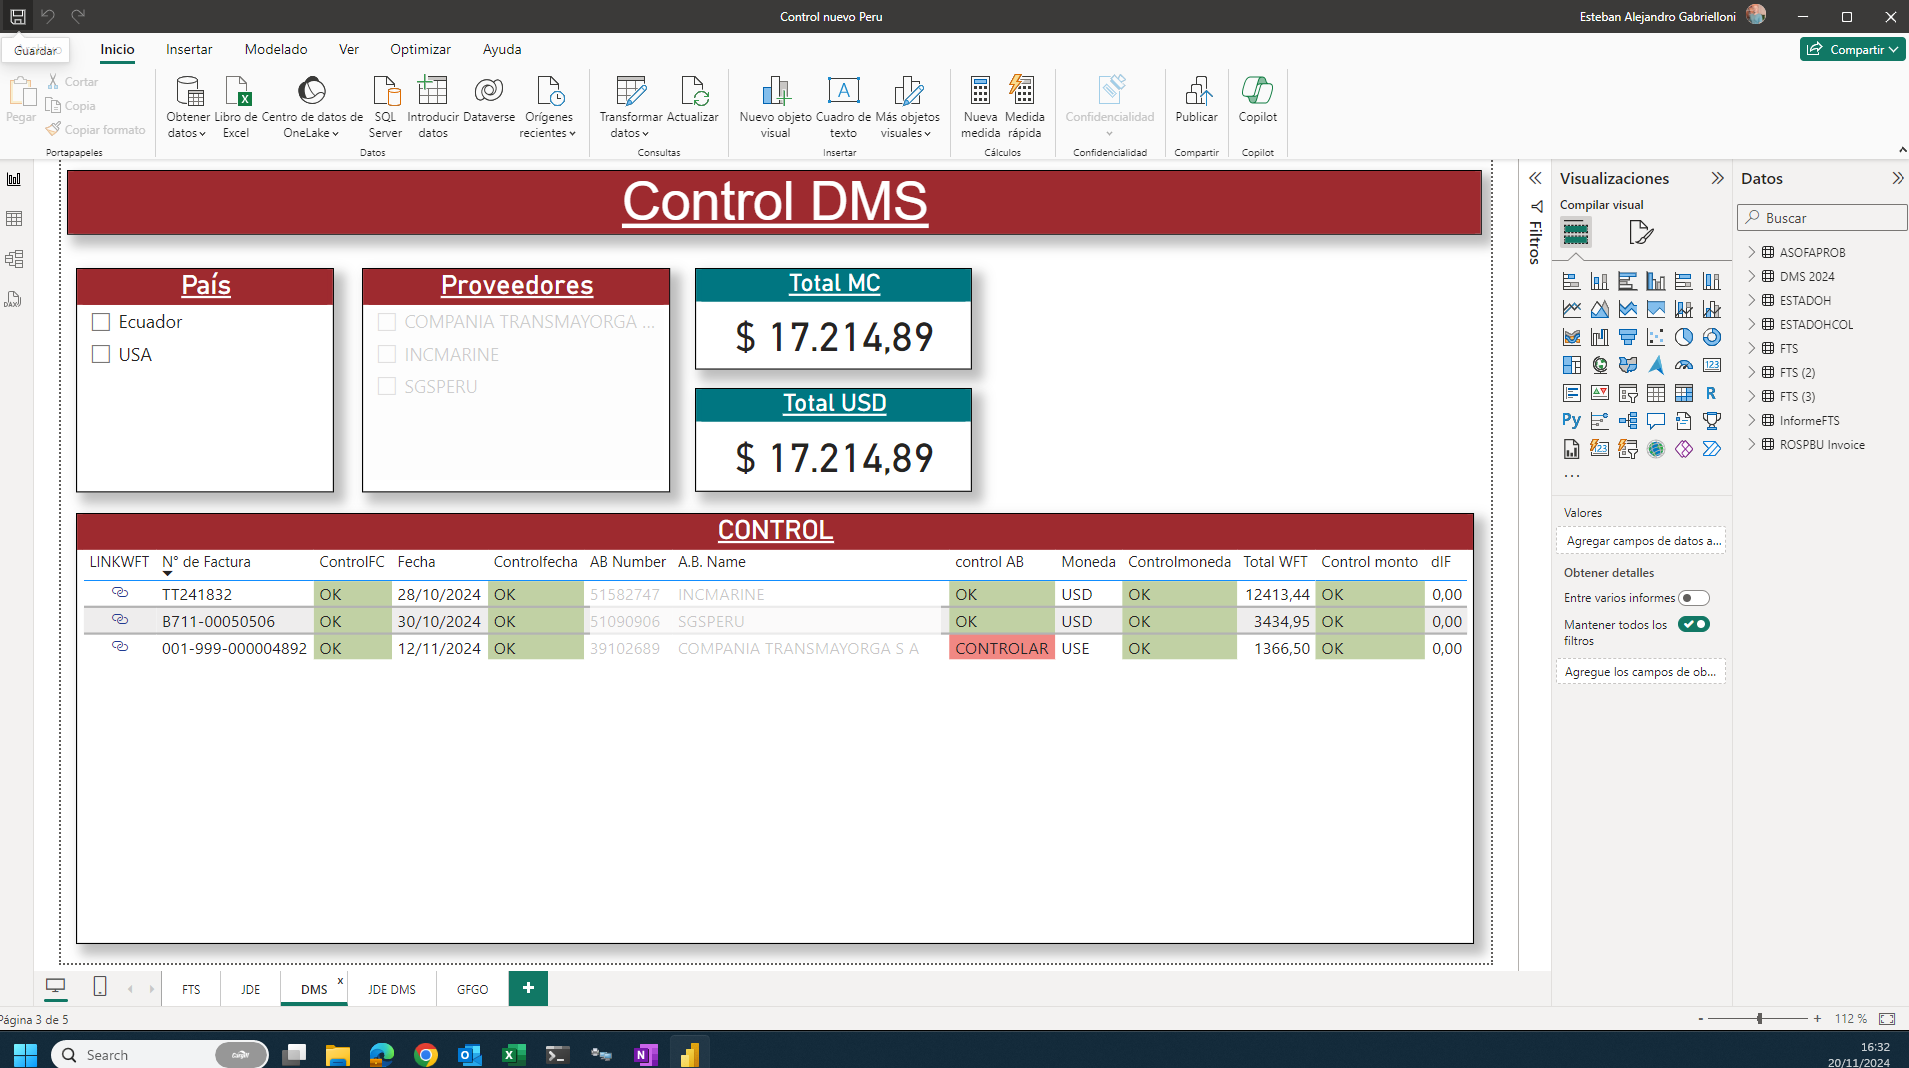 Control nuevo Peru
Esteban Alejandro Gabrielloni
Guardar
Inicio
Insertar
Modelado
Ver
Optimizar
Ayuda
Compartir
Pegar
Cortar
Copia
Copiar formato
Portapapeles
Obtener datos
Libro de Excel
Centro de datos de OneLake
SQL Server
Introducir datos
Dataverse
Orígenes recientes
Datos
Transformar datos
Actualizar
Consultas
Nuevo objeto visual
Cuadro de texto
Más objetos visuales
Insertar
Nueva medida
Medida rápida
Cálculos
Confidencialidad
Confidencialidad
Publicar
Compartir
Copilot
Copilot
Control DMS
País
Ecuador
USA
Proveedores
COMPANIA TRANSMAYORGA ...
INCMARINE
SGSPERU
Total MC
$ 17.214,89
Total USD
$ 17.214,89
CONTROL
LINKWFT N° de Factura ControlFC Fecha Controlfecha AB Number A.B. Name control AB Moneda Controlmoneda Total WFT Control monto dIF
TT241832 OK 28/10/2024 OK 51582747 INCMARINE OK USD OK 12413,44 OK 0,00
B711-00050506 OK 30/10/2024 OK 51090906 SGSPERU OK USD OK 3434,95 OK 0,00
001-999-000004892 OK 12/11/2024 OK 39102689 COMPANIA TRANSMAYORGA S A CONTROLAR USE OK 1366,50 OK 0,00
Filtros
Visualizaciones
Compilar visual
123
R
Py
123
...
Valores
Agregar campos de datos a...
Obtener detalles
Entre varios informes
Mantener todos los filtros
Agregue los campos de ob...
Datos
Buscar
ASOFAPROB
DMS 2024
ESTADOH
ESTADOHCOL
FTS
FTS (2)
FTS (3)
InformeFTS
ROSPBU Invoice
FTS
JDE
DMS x
JDE DMS
GFGO
+
Página 3 de 5
- + 112 %
Search
16:32
20/11/2024